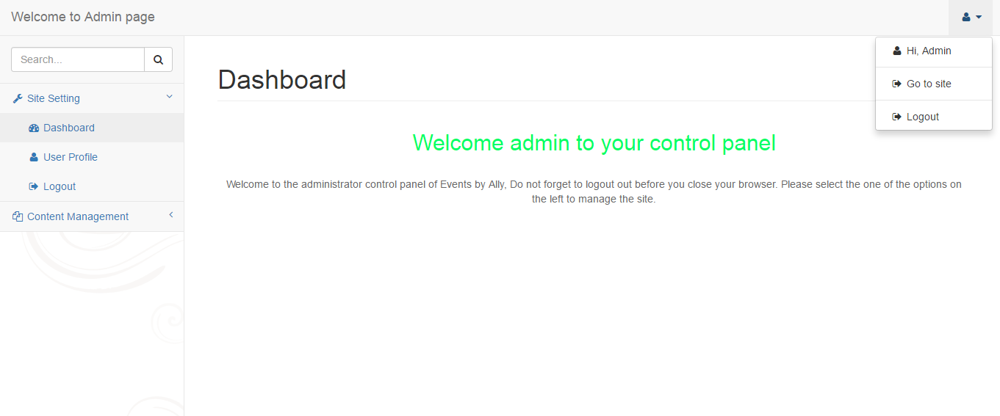 Welcome to Admin page
Search...
Site Setting
Dashboard
User Profile
Logout
Content Management
Hi, Admin
Go to site
Logout
Dashboard
Welcome admin to your control panel
Welcome to the administrator control panel of Events by Ally, Do not forget to logout out before you close your browser. Please select the one of the options on
the left to manage the site.